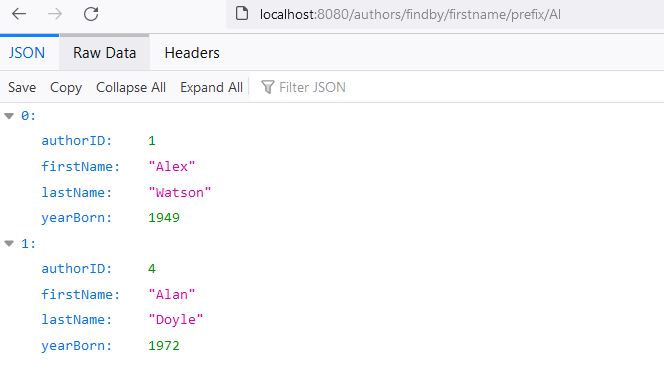 localhost:8080/authors/findby/firstname/prefix/Al
JSON Raw Data Headers
Save Copy Collapse All Expand All Filter JSON
0:
authorID: 1
firstName: "Alex"
lastName: "Watson"
yearBorn: 1949
1:
authorID: 4
firstName: "Alan"
lastName: "Doyle"
yearBorn: 1972